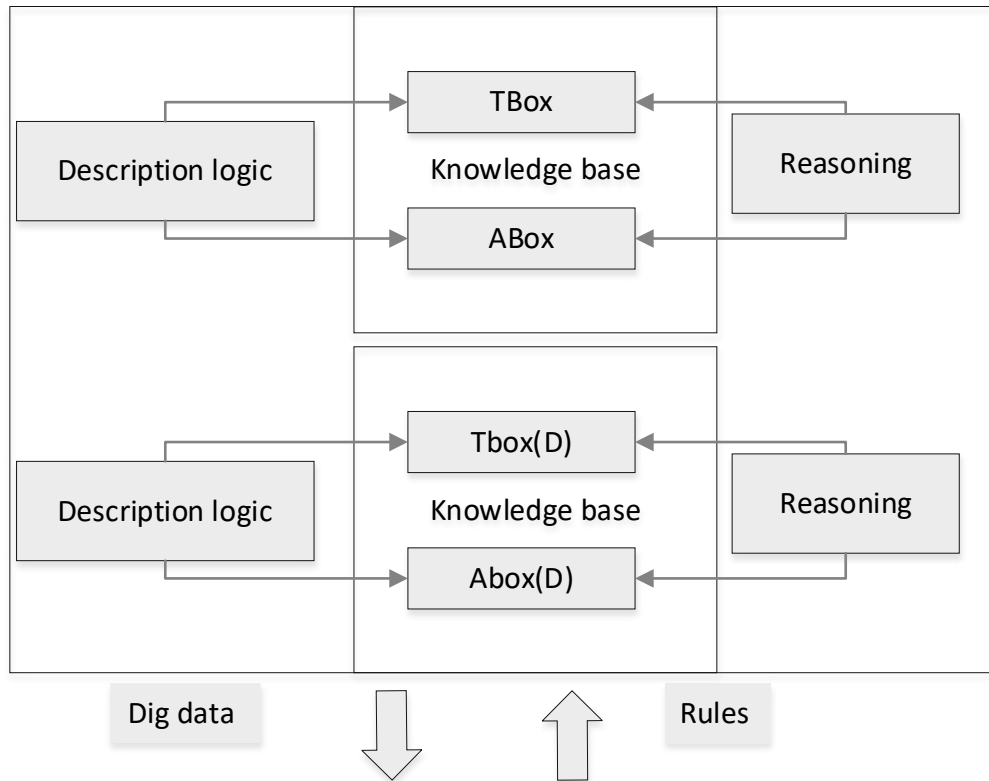 TBox
Description logic
Knowledge base
Reasoning
ABox
Tbox(D)
Description logic
Knowledge base
Reasoning
Abox(D)
Dig data
Rules